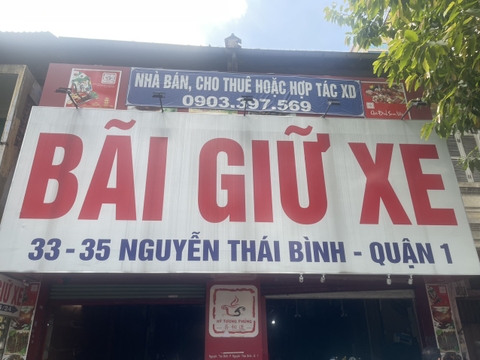 NHÀ BÁN, CHO THUÊ HOẶC HỢP TÁC XD
0903.397.569
BÃI GIỮ XE
33 - 35 NGUYỄN THÁI BÌNH - QUẬN 1